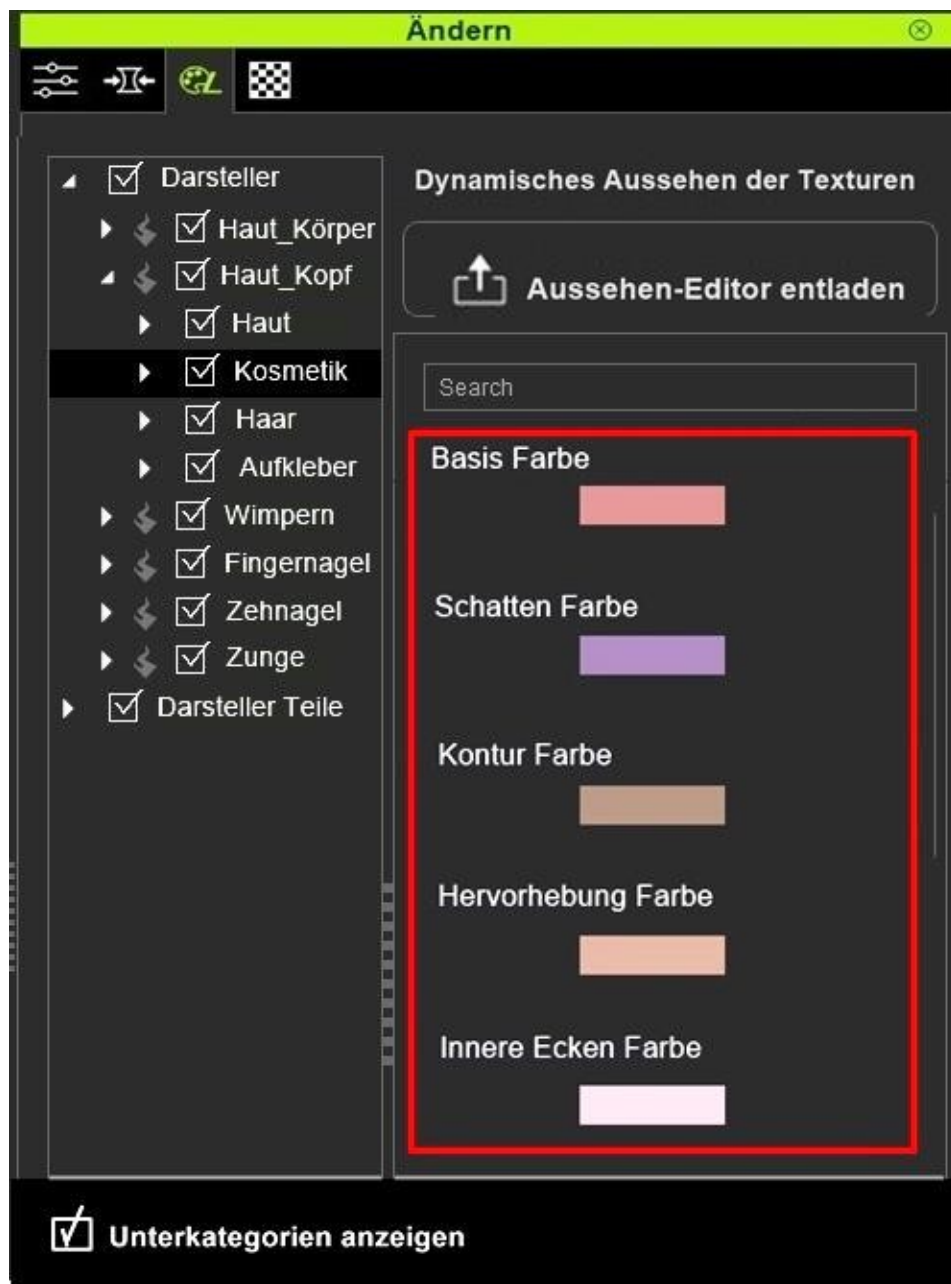 Ändern
Darsteller
Haut_Körper
Haut_Kopf
Haut
Kosmetik
Haar
Aufkleber
Wimpern
Fingernagel
Zehnagel
Zunge
Darsteller Teile
Dynamisches Aussehen der Texturen
Aussehen-Editor entladen
Search
Basis Farbe
Schatten Farbe
Kontur Farbe
Hervorhebung Farbe
Innere Ecken Farbe
Unterkategorien anzeigen